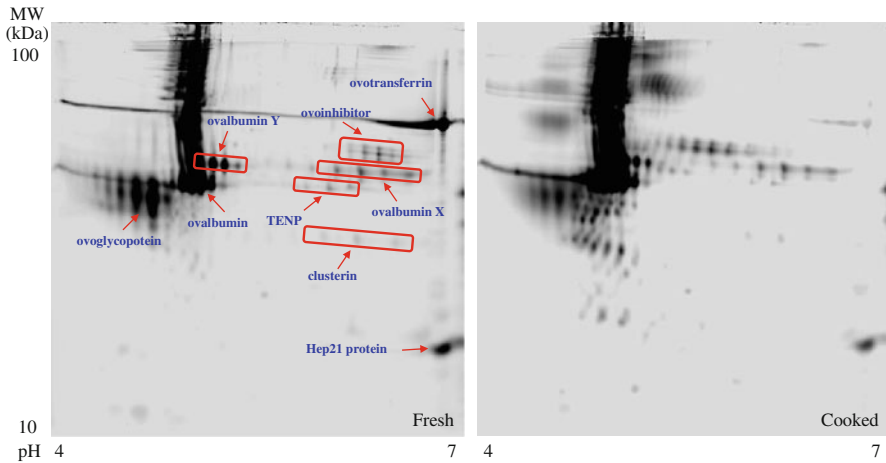 MW
(kDa)
100
ovotransferrin
ovoinhibitor
ovalbumin Y
ovalbumin X
TENP
ovalbumin
ovoglycopotein
clusterin
Hep21 protein
Fresh
Cooked
10
pH 4 7 4 7